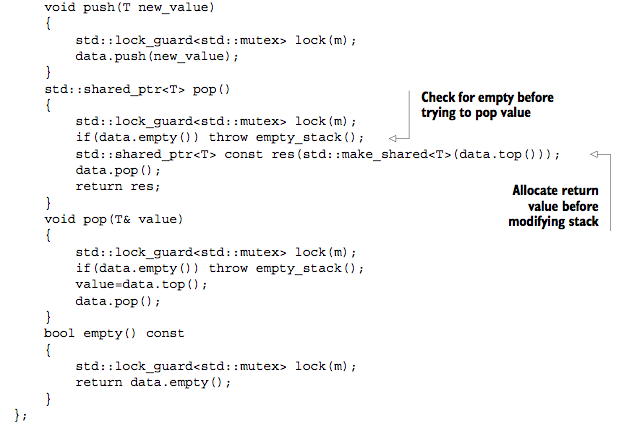 void push(T new_value)
{
std::lock_guard<std::mutex> lock(m);
data.push(new_value);
}
std::shared_ptr<T> pop()
{
std::lock_guard<std::mutex> lock(m);
if(data.empty()) throw empty_stack();
std::shared_ptr<T> const res(std::make_shared<T>(data.top()));
data.pop();
return res;
}
void pop(T& value)
{
std::lock_guard<std::mutex> lock(m);
if(data.empty()) throw empty_stack();
value=data.top();
data.pop();
}
bool empty() const
{
std::lock_guard<std::mutex> lock(m);
return data.empty();
}
};
Check for empty before
trying to pop value
Allocate return
value before
modifying stack